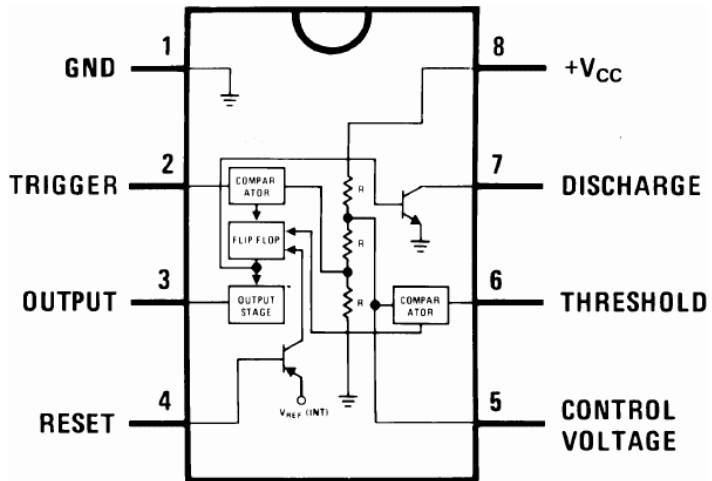 1
GND
8
+VCC
2
TRIGGER
COMPAR
ATOR
R
7
DISCHARGE
FLIP FLOP
R
3
OUTPUT
OUTPUT
STAGE
R
COMPAR
ATOR
6
THRESHOLD
4
RESET
VREF (INT)
5
CONTROL
VOLTAGE